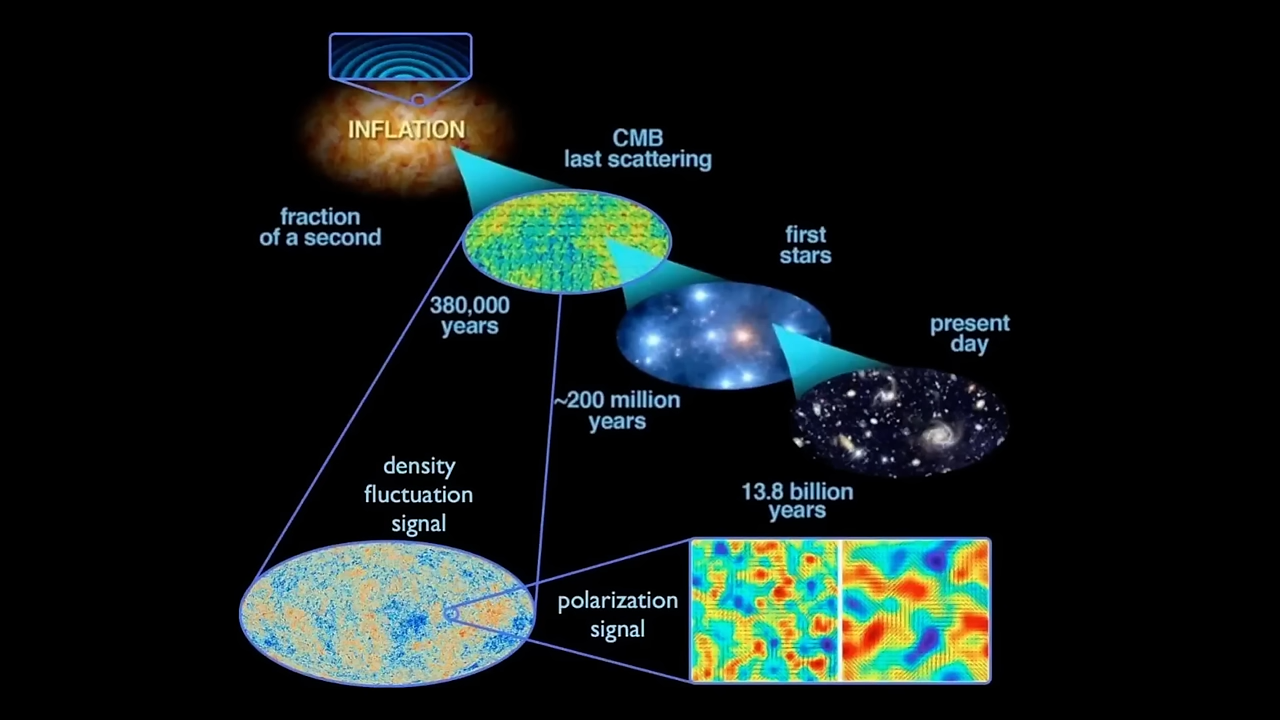 INFLATION
fraction
of a second
CMB
last scattering
380,000
years
first
stars
~200 million
years
present
day
13.8 billion
years
density
fluctuation
signal
polarization
signal